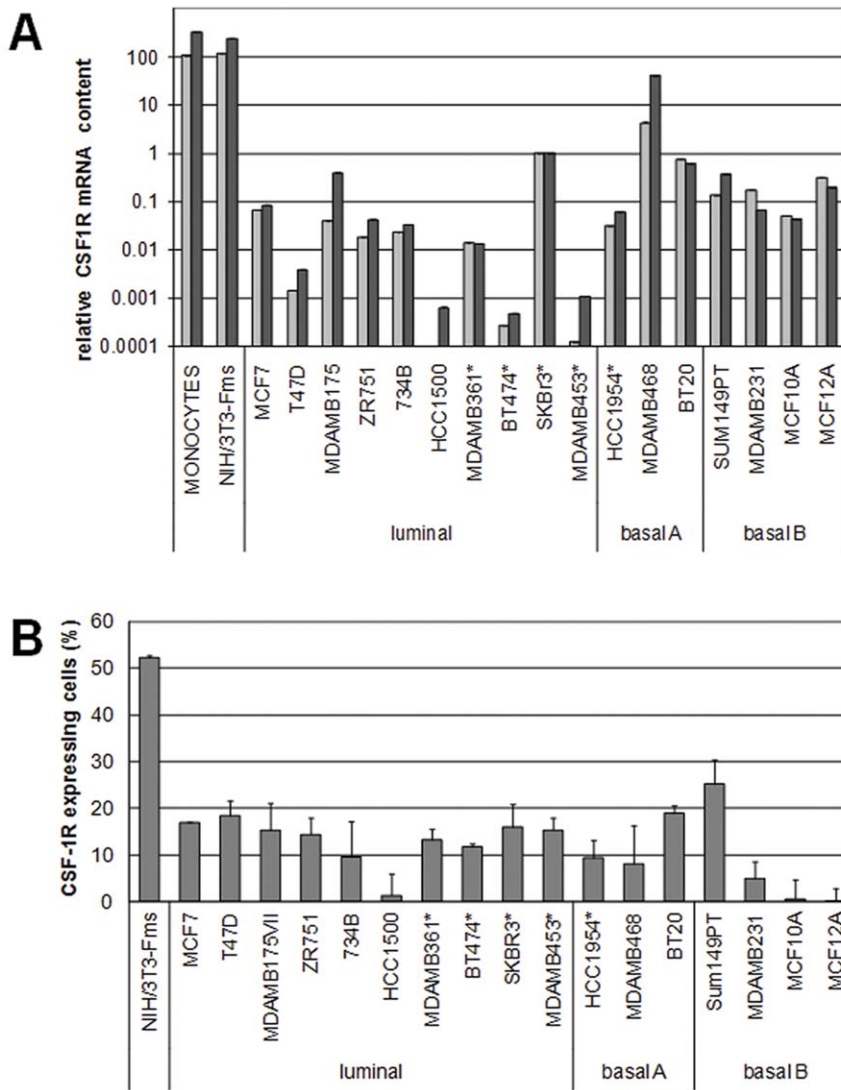 A
relative CSF1R mRNA content
100
10
1
0.1
0.01
0.001
0.0001
MONOCYTES
NIH/3T3-Fms
MCF7
T47D
MDAMB175
ZR751
734B
HCC1500
MDAMB361*
BT474*
SKBr3*
MDAMB453*
HCC1954*
MDAMB468
BT20
SUM149PT
MDAMB231
MCF10A
MCF12A
luminal
basal A
basal B
B
CSF-1R expressing cells (%)
60
50
40
30
20
10
0
NIH/3T3-Fms
MCF7
T47D
MDAMB175VII
ZR751
734B
HCC1500
MDAMB361*
BT474*
SKBR3*
MDAMB453*
HCC1954*
MDAMB468
BT20
Sum149PT
MDAMB231
MCF10A
MCF12A
luminal
basal A
basal B